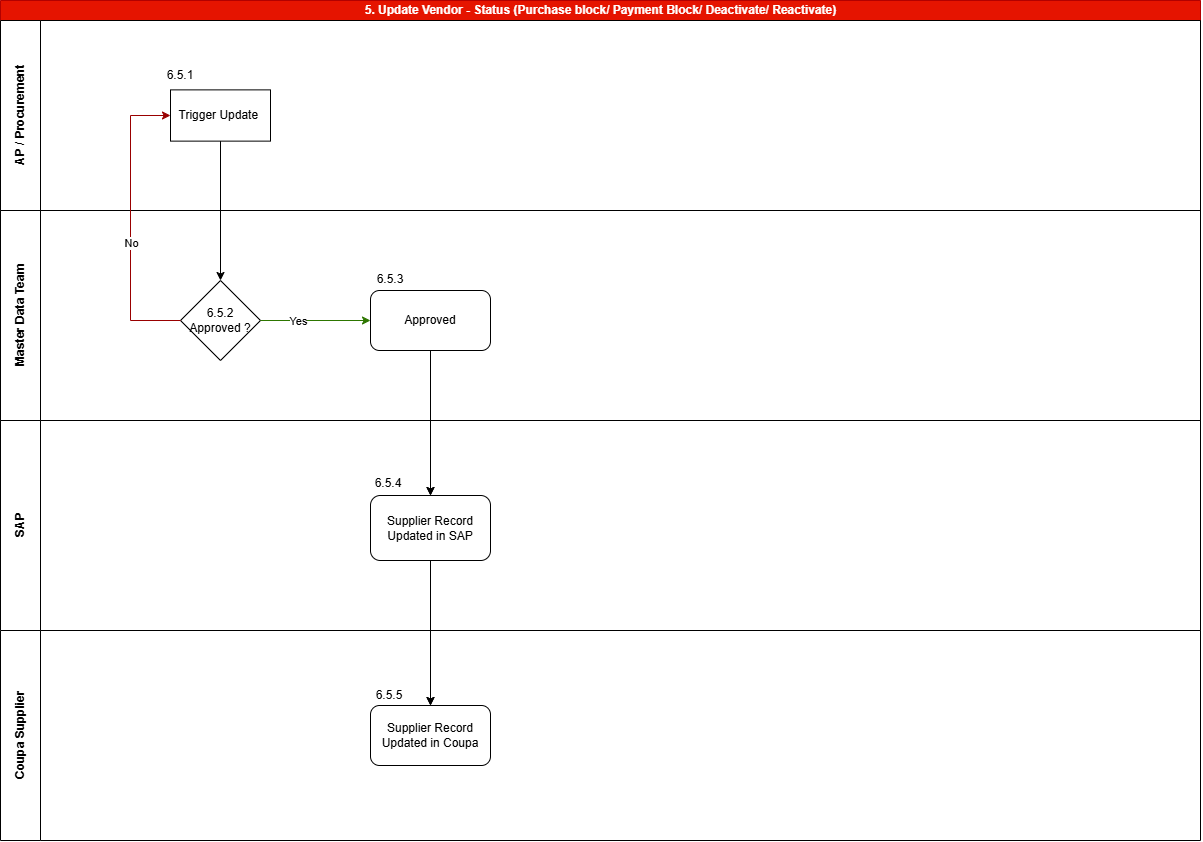 5. Update Vendor - Status (Purchase block/ Payment Block/ Deactivate/ Reactivate)
AP / Procurement
6.5.1
Trigger Update
No
Master Data Team
6.5.2
Approved ?
Yes
6.5.3
Approved
SAP
6.5.4
Supplier Record
Updated in SAP
Coupa Supplier
6.5.5
Supplier Record
Updated in Coupa